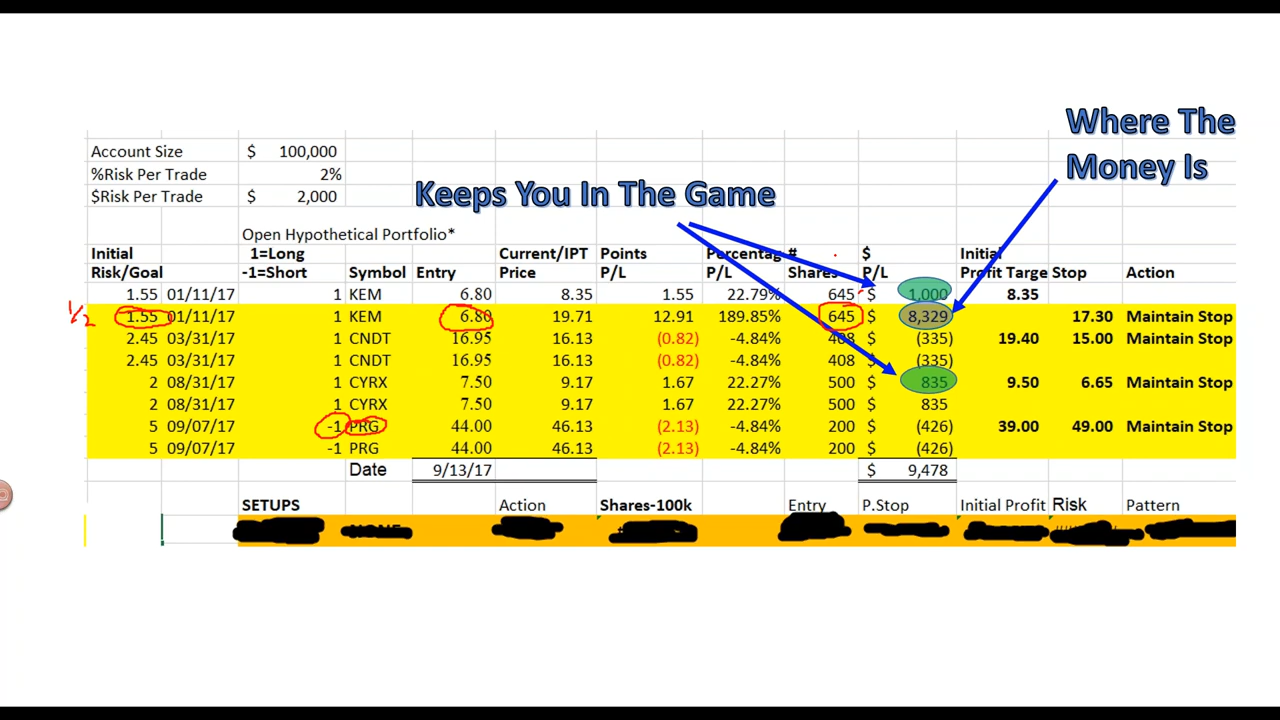 Where The
Money Is
Account Size $ 100,000
%Risk Per Trade 2%
$Risk Per Trade $ 2,000
Keeps You In The Game
Open Hypothetical Portfolio*
Initial 1=Long Current/IPT Points Percentag # $ Initial
Risk/Goal -1=Short Symbol Entry Price P/L P/L Shares P/L Profit Targe Stop Action
1.55 01/11/17 1 KEM 6.80 8.35 1.55 22.79% 645 $ 1,000 8.35
1/2 1.55 01/11/17 1 KEM 6.80 19.71 12.91 189.85% 645 $ 8,329 17.30 Maintain Stop
2.45 03/31/17 1 CNDT 16.95 16.13 (0.82) -4.84% 408 $ (335) 19.40 15.00 Maintain Stop
2.45 03/31/17 1 CNDT 16.95 16.13 (0.82) -4.84% 408 $ (335)
2 08/31/17 1 CYRX 7.50 9.17 1.67 22.27% 500 $ 835 9.50 6.65 Maintain Stop
2 08/31/17 1 CYRX 7.50 9.17 1.67 22.27% 500 $ 835
5 09/07/17 -1 PRG 44.00 46.13 (2.13) -4.84% 200 $ (426) 39.00 49.00 Maintain Stop
5 09/07/17 -1 PRG 44.00 46.13 (2.13) -4.84% 200 $ (426)
Date 9/13/17 $ 9,478
SETUPS Action Shares-100k Entry P.Stop Initial Profit Risk Pattern